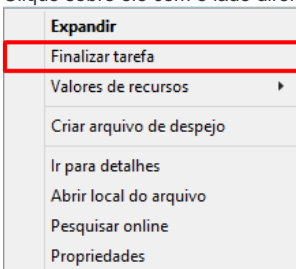 Expandir
Finalizar tarefa
Valores de recursos
Criar arquivo de despejo
Ir para detalhes
Abrir local do arquivo
Pesquisar online
Propriedades